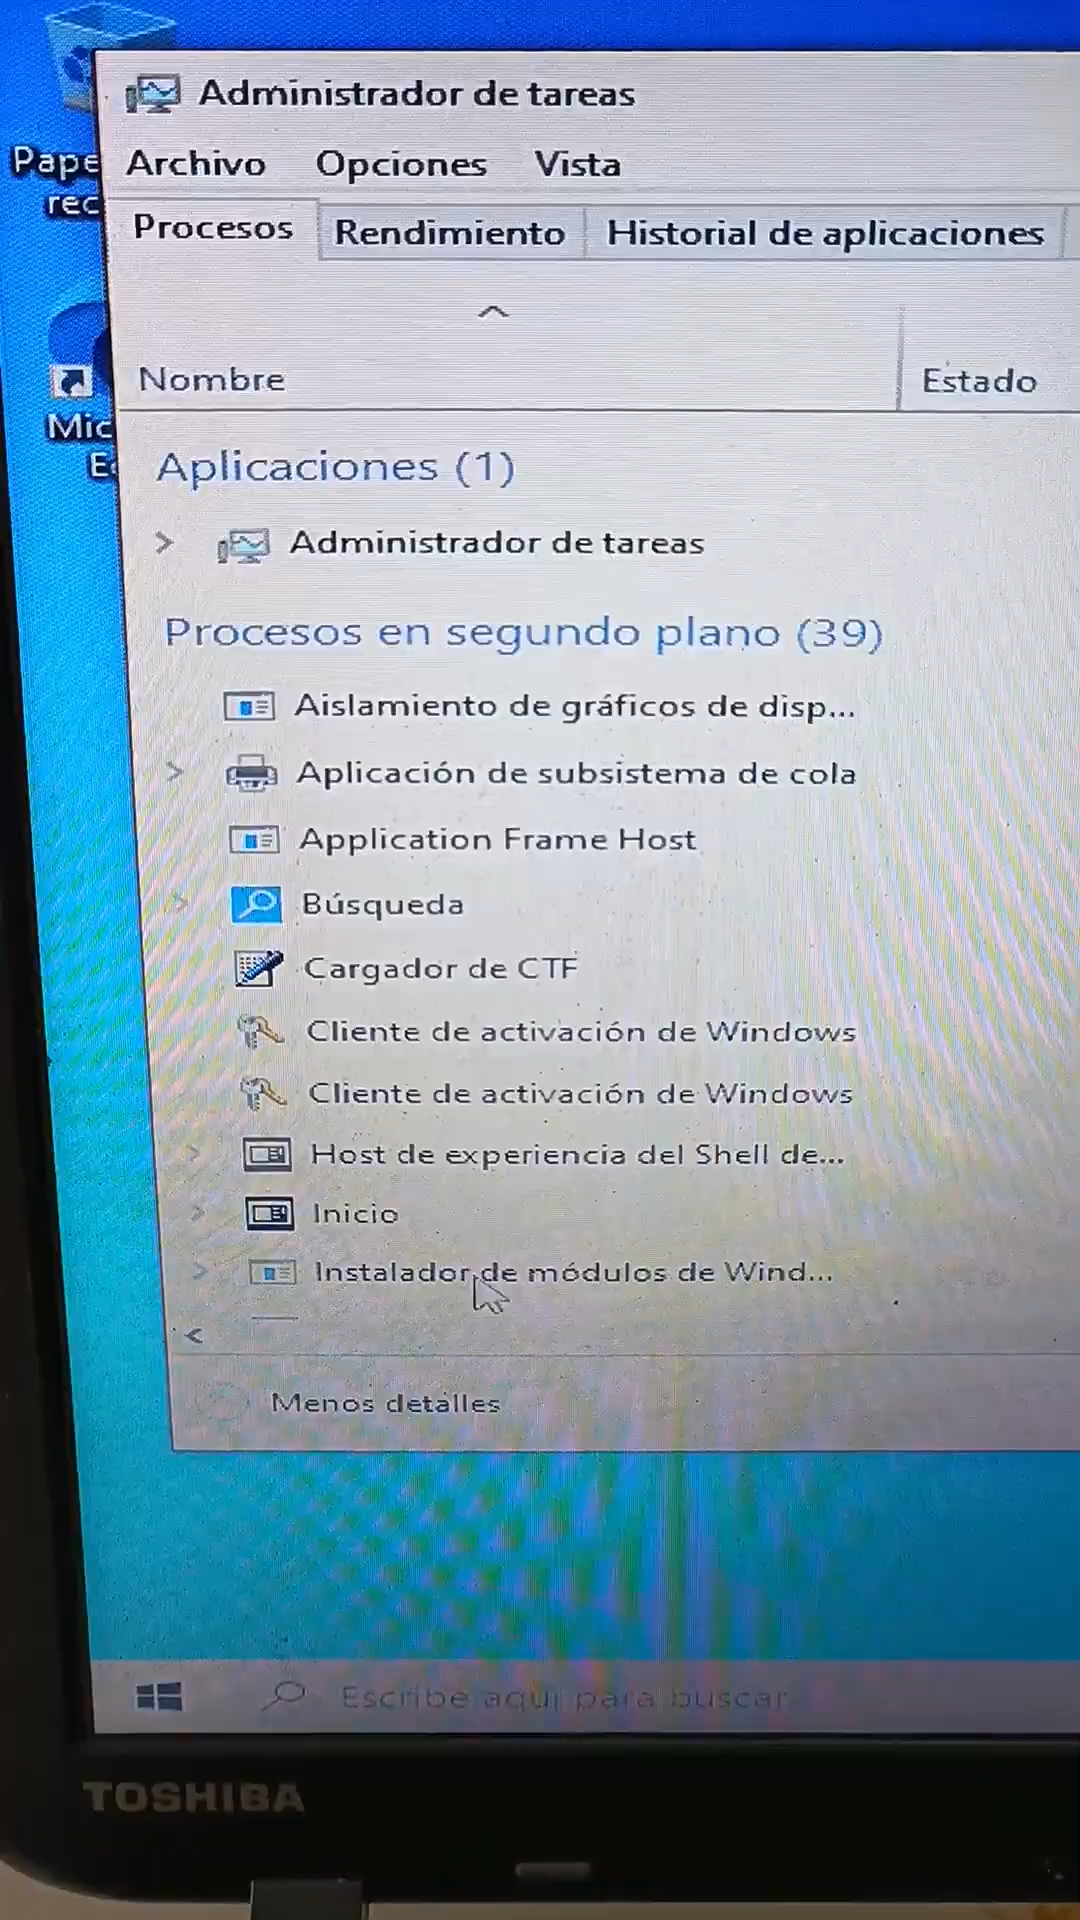 Administrador de tareas
Archivo Opciones Vista
Procesos Rendimiento Historial de aplicaciones
Nombre Estado
Aplicaciones (1)
Administrador de tareas
Procesos en segundo plano (39)
Aislamiento de gráficos de disp...
Aplicación de subsistema de cola
Application Frame Host
Búsqueda
Cargador de CTF
Cliente de activación de Windows
Cliente de activación de Windows
Host de experiencia del Shell de...
Inicio
Instalador de módulos de Wind...
Menos detalles
Pape
rec
Mic
E
Escribe aquí para buscar
TOSHIBA